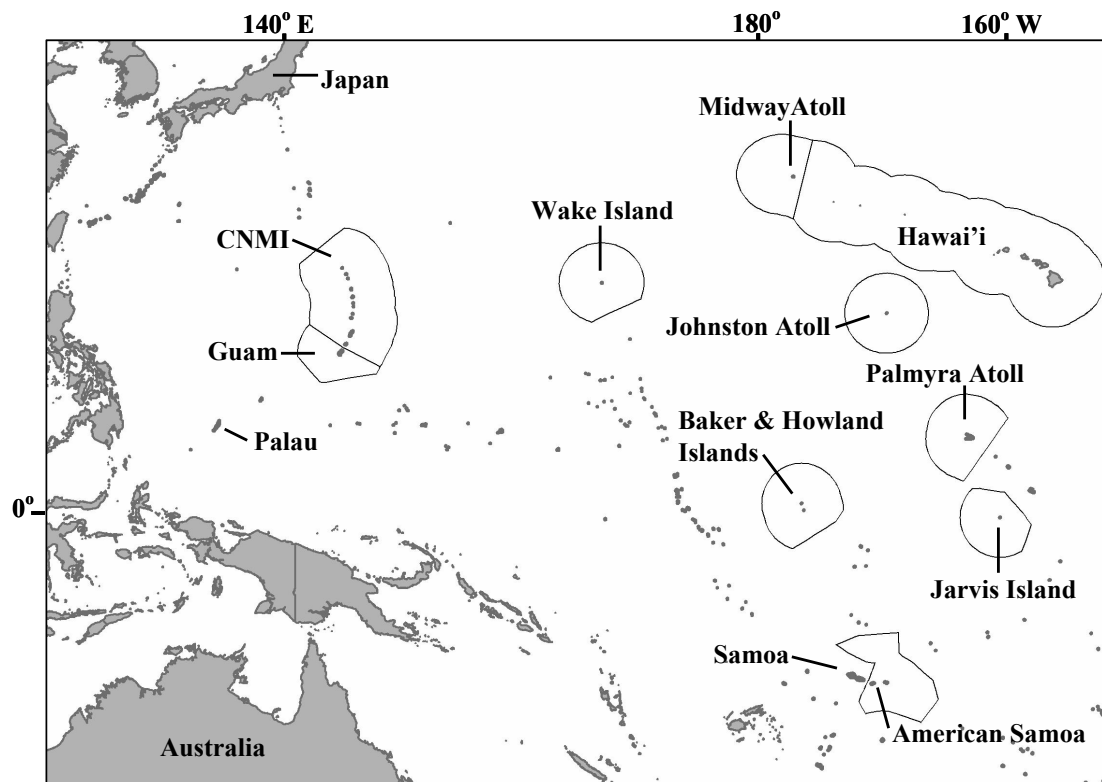 140° E
180°
160° W
Japan
MidwayAtoll
Wake Island
CNMI
Hawai'i
Johnston Atoll
Guam
Palmyra Atoll
Baker & Howland
Islands
Palau
0°
Jarvis Island
Samoa
American Samoa
Australia